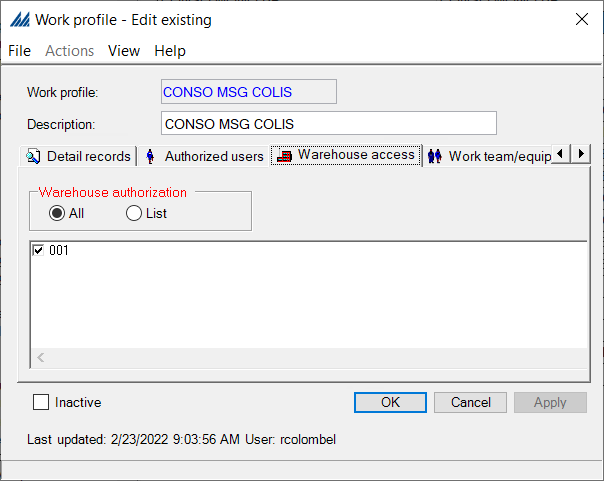 Work profile - Edit existing
File Actions View Help
Work profile: CONSO MSG COLIS
Description: CONSO MSG COLIS
Detail records Authorized users Warehouse access Work team/equip
Warehouse authorization
All List
001
Inactive OK Cancel Apply
Last updated: 2/23/2022 9:03:56 AM User: rcolombel